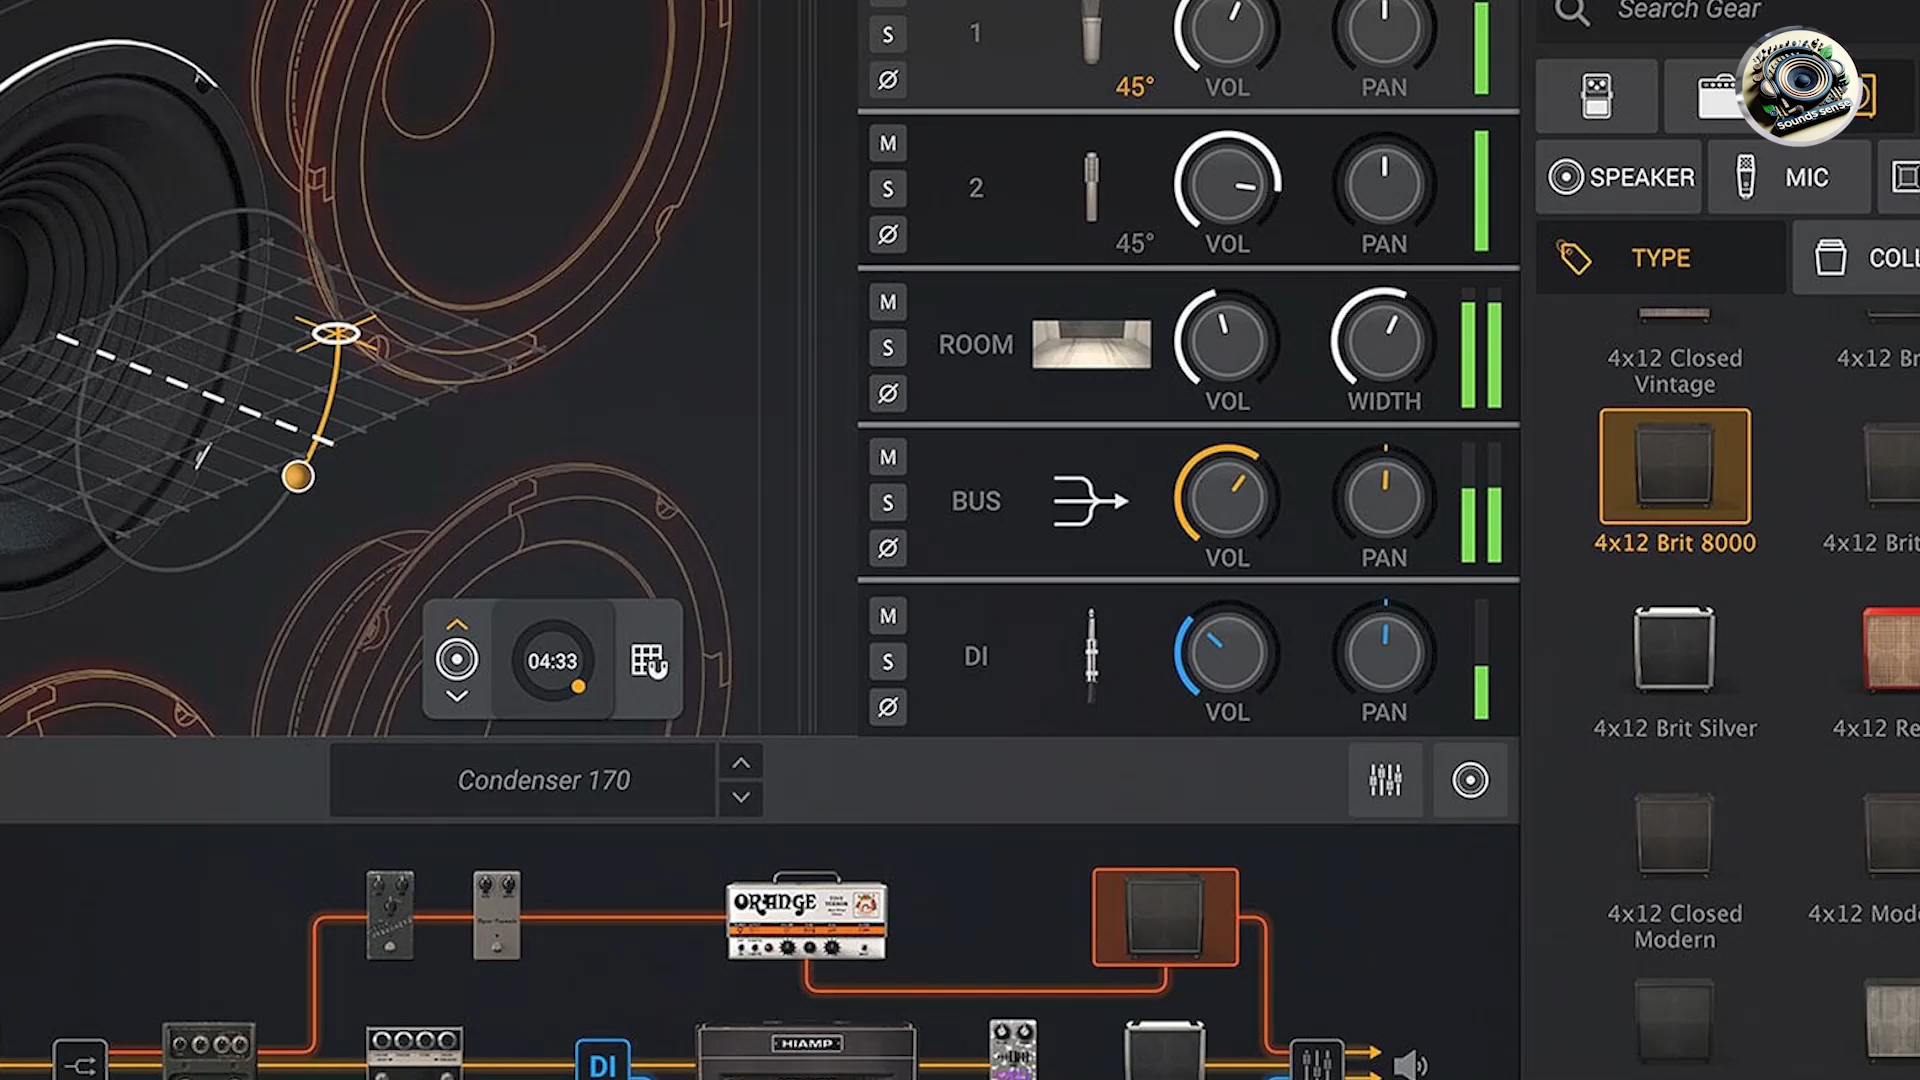 Search Gear
S
1
Ø
45°
VOL
PAN
sounds sense
M
S
2
Ø
45°
VOL
PAN
SPEAKER
MIC
TYPE
COLL
M
S
ROOM
Ø
VOL
WIDTH
4x12 Closed
Vintage
4x12 Br
M
S
BUS
Ø
VOL
PAN
4x12 Brit 8000
4x12 Brit
M
S
DI
Ø
VOL
PAN
04:33
4x12 Brit Silver
4x12 Re
Condenser 170
4x12 Closed
Modern
4x12 Mod
ORANGE
HIAMP
DI